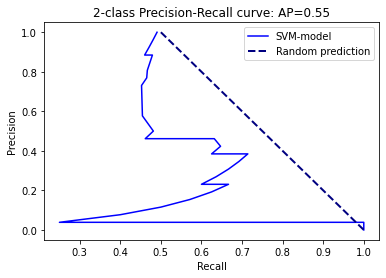 2-class Precision-Recall curve: AP=0.55
SVM-model
Random prediction
Precision
1.0
0.8
0.6
0.4
0.2
0.0
0.3 0.4 0.5 0.6 0.7 0.8 0.9 1.0
Recall